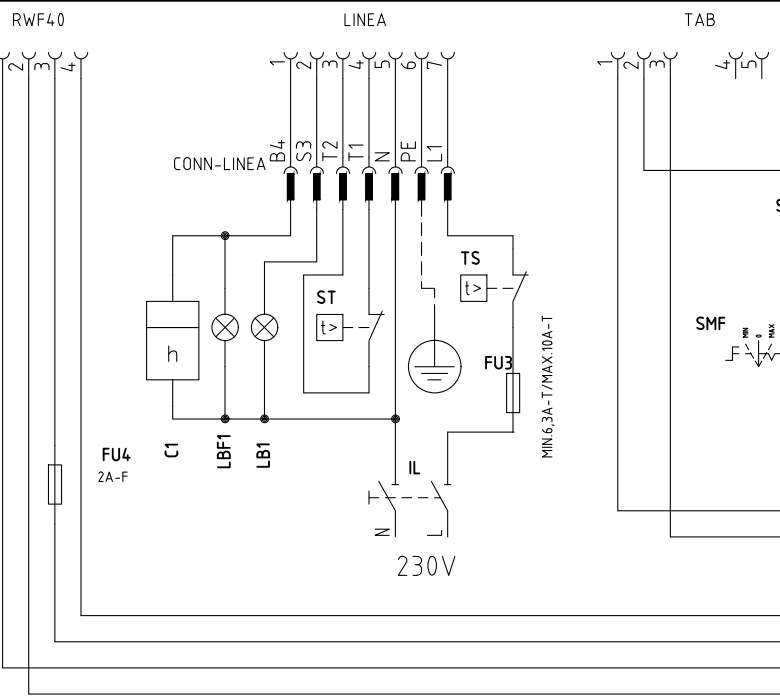 RWF40
LINEA
TAB
2 3 4
1 2 3 4 5 6 7
1 2 3 4 5
CONN-LINEA
B4 S3 T2 T1 N PE L1
S
TS
t>
ST
t>
SMF
MIN 0 MAX
h
FU3
MIN.6,3A-T/MAX.10A-T
C1
LBF1
LB1
FU4
2A-F
IL
N
L
230V